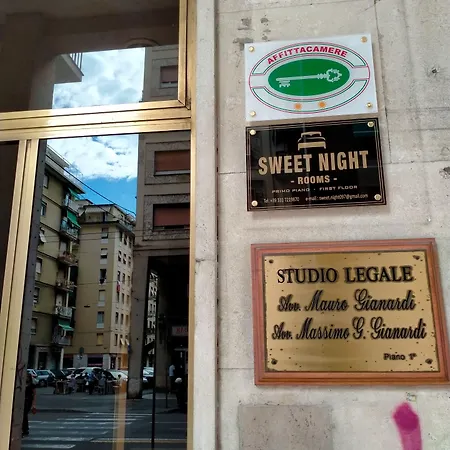 AFFITTACAMERE
SWEET NIGHT
- ROOMS -
PRIMO PIANO - FIRST FLOOR
STUDIO LEGALE
Avv. Mauro Gianardi
Avv. Massimo G. Gianardi
Piano 1°